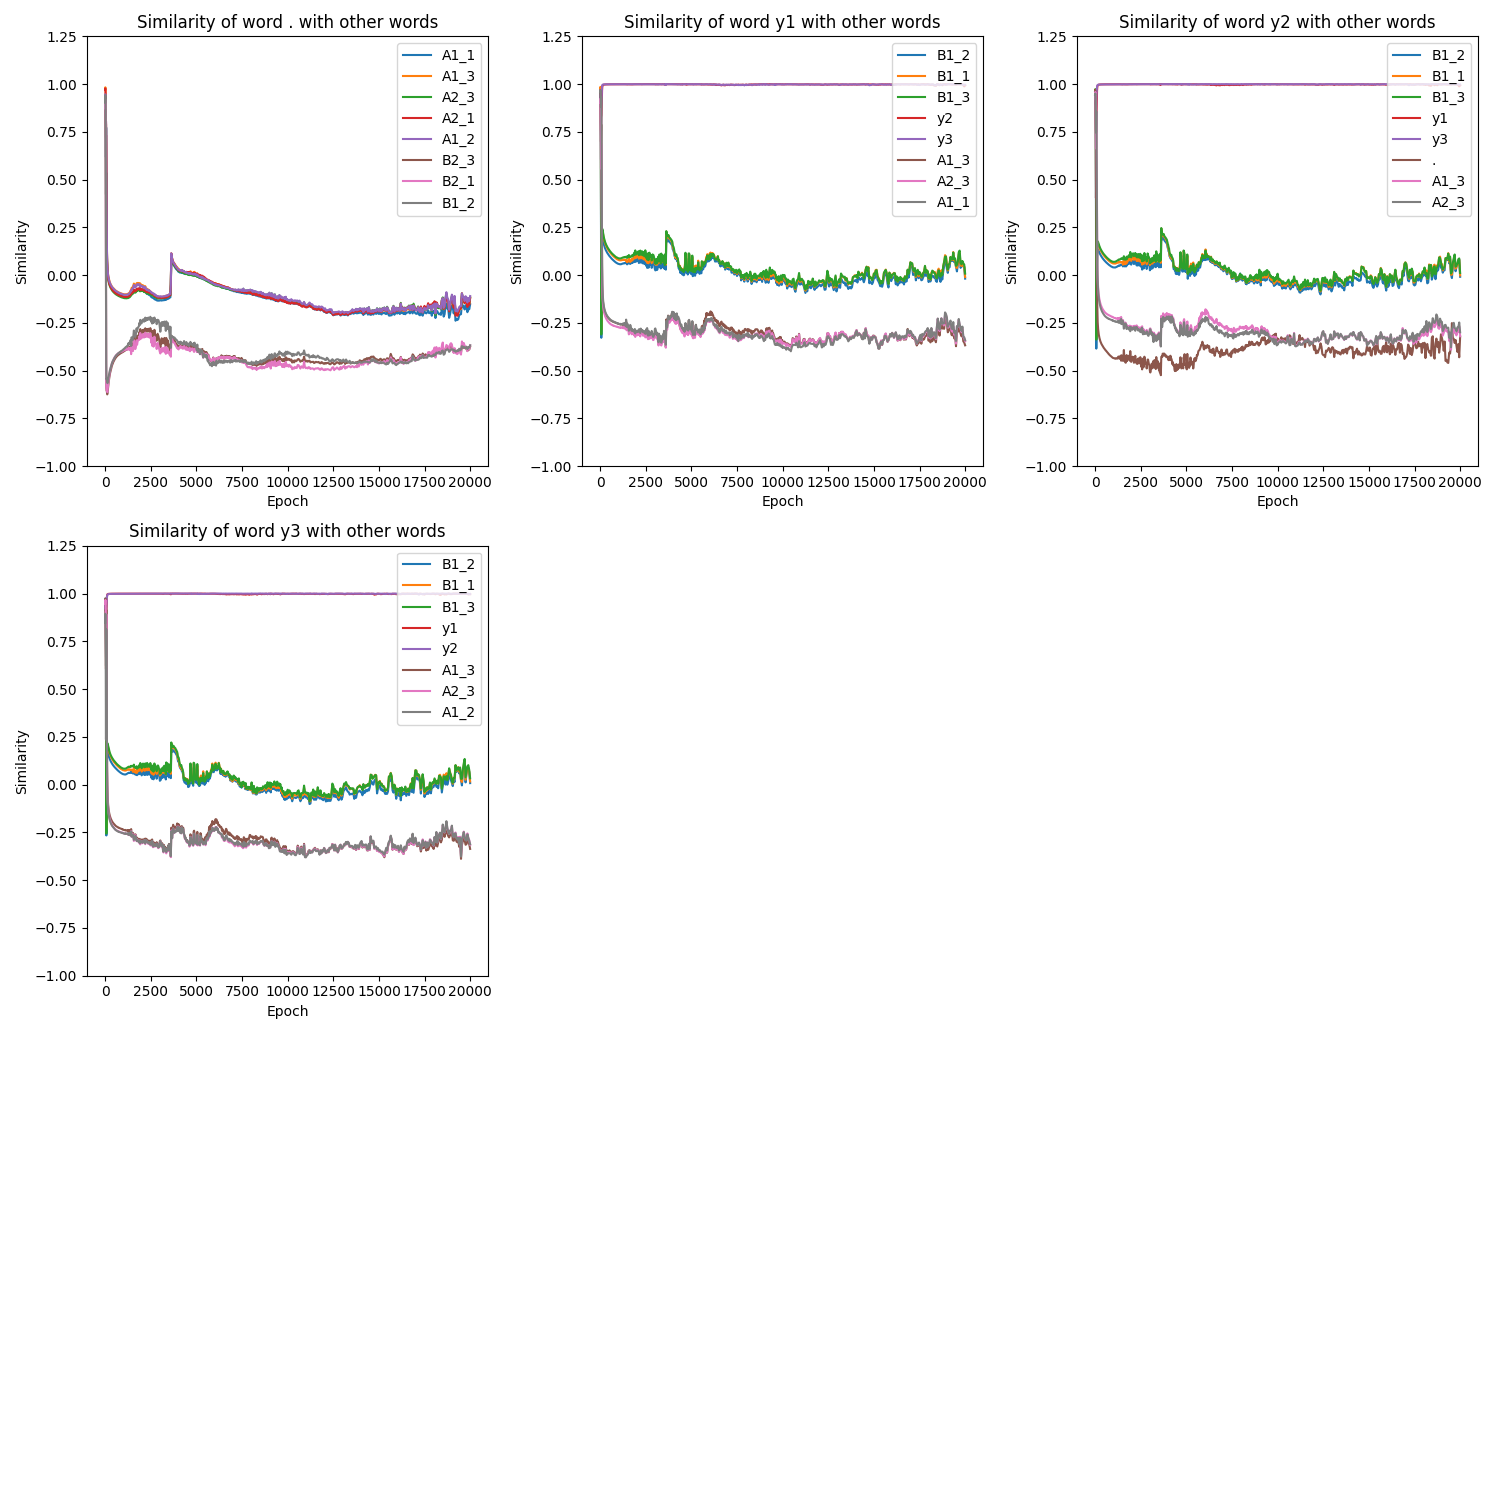 Similarity of word . with other words
1.25
1.00
0.75
0.50
0.25
0.00
−0.25
−0.50
−0.75
−1.00
Similarity
0 2500 5000 7500 10000 12500 15000 17500 20000
Epoch
A1_1
A1_3
A2_3
A2_1
A1_2
B2_3
B2_1
B1_2
Similarity of word y1 with other words
1.25
1.00
0.75
0.50
0.25
0.00
−0.25
−0.50
−0.75
−1.00
Similarity
0 2500 5000 7500 10000 12500 15000 17500 20000
Epoch
B1_2
B1_1
B1_3
y2
y3
A1_3
A2_3
A1_1
Similarity of word y2 with other words
1.25
1.00
0.75
0.50
0.25
0.00
−0.25
−0.50
−0.75
−1.00
Similarity
0 2500 5000 7500 10000 12500 15000 17500 20000
Epoch
B1_2
B1_1
B1_3
y1
y3
.
A1_3
A2_3
Similarity of word y3 with other words
1.25
1.00
0.75
0.50
0.25
0.00
−0.25
−0.50
−0.75
−1.00
Similarity
0 2500 5000 7500 10000 12500 15000 17500 20000
Epoch
B1_2
B1_1
B1_3
y1
y2
A1_3
A2_3
A1_2